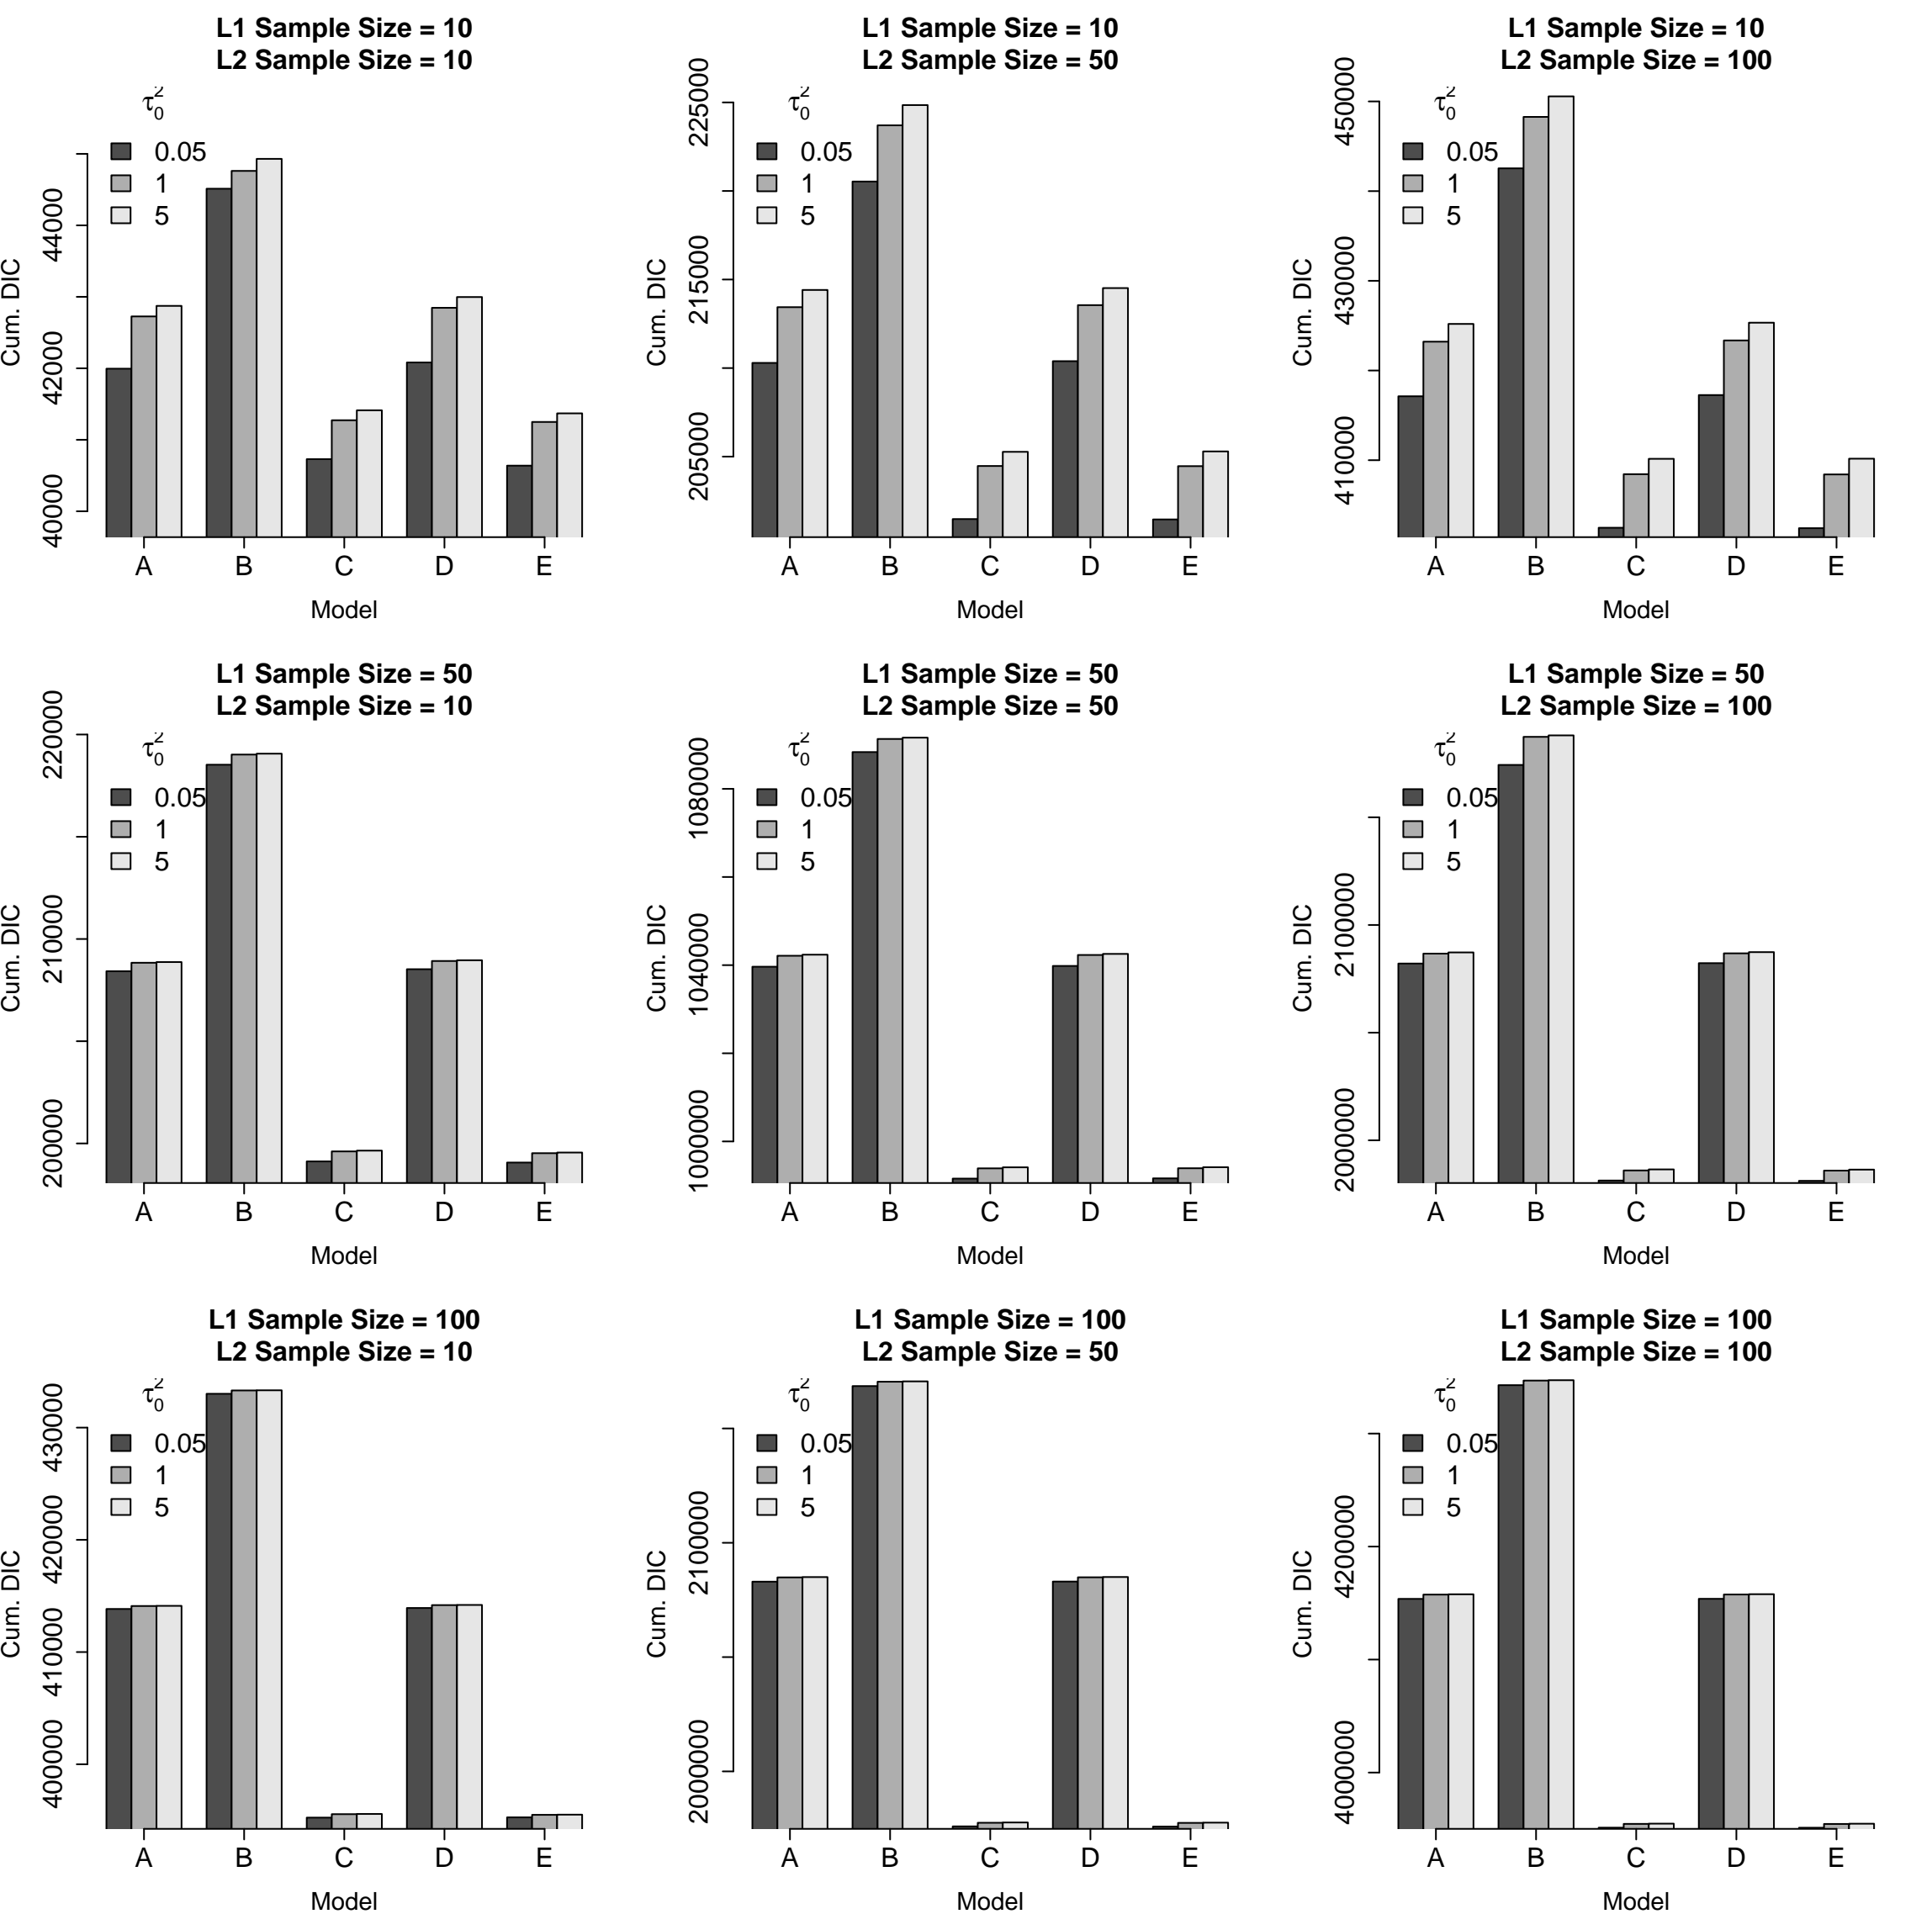 L1 Sample Size = 10
L2 Sample Size = 10
τ₀²
0.05
1
5
Cum. DIC
40000 42000 44000
A B C D E
Model
L1 Sample Size = 10
L2 Sample Size = 50
τ₀²
0.05
1
5
Cum. DIC
205000 215000 225000
A B C D E
Model
L1 Sample Size = 10
L2 Sample Size = 100
τ₀²
0.05
1
5
Cum. DIC
410000 430000 450000
A B C D E
Model
L1 Sample Size = 50
L2 Sample Size = 10
τ₀²
0.05
1
5
Cum. DIC
200000 210000 220000
A B C D E
Model
L1 Sample Size = 50
L2 Sample Size = 50
τ₀²
0.05
1
5
Cum. DIC
1000000 1040000 1080000
A B C D E
Model
L1 Sample Size = 50
L2 Sample Size = 100
τ₀²
0.05
1
5
Cum. DIC
2000000 2100000
A B C D E
Model
L1 Sample Size = 100
L2 Sample Size = 10
τ₀²
0.05
1
5
Cum. DIC
400000 410000 420000 430000
A B C D E
Model
L1 Sample Size = 100
L2 Sample Size = 50
τ₀²
0.05
1
5
Cum. DIC
2000000 2100000
A B C D E
Model
L1 Sample Size = 100
L2 Sample Size = 100
τ₀²
0.05
1
5
Cum. DIC
4000000 4200000
A B C D E
Model